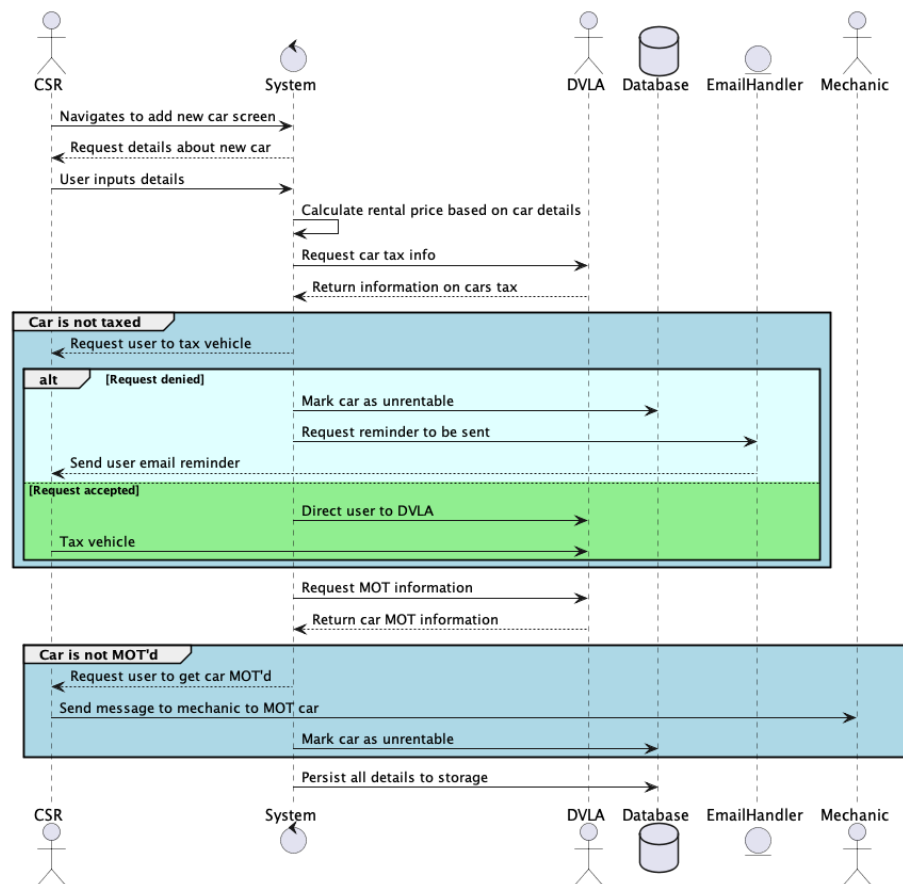 CSR System DVLA Database EmailHandler Mechanic
Navigates to add new car screen
Request details about new car
User inputs details
Calculate rental price based on car details
Request car tax info
Return information on cars tax
Car is not taxed
Request user to tax vehicle
alt [Request denied]
Mark car as unrentable
Request reminder to be sent
Send user email reminder
[Request accepted]
Direct user to DVLA
Tax vehicle
Request MOT information
Return car MOT information
Car is not MOT'd
Request user to get car MOT'd
Send message to mechanic to MOT car
Mark car as unrentable
Persist all details to storage
CSR System DVLA Database EmailHandler Mechanic